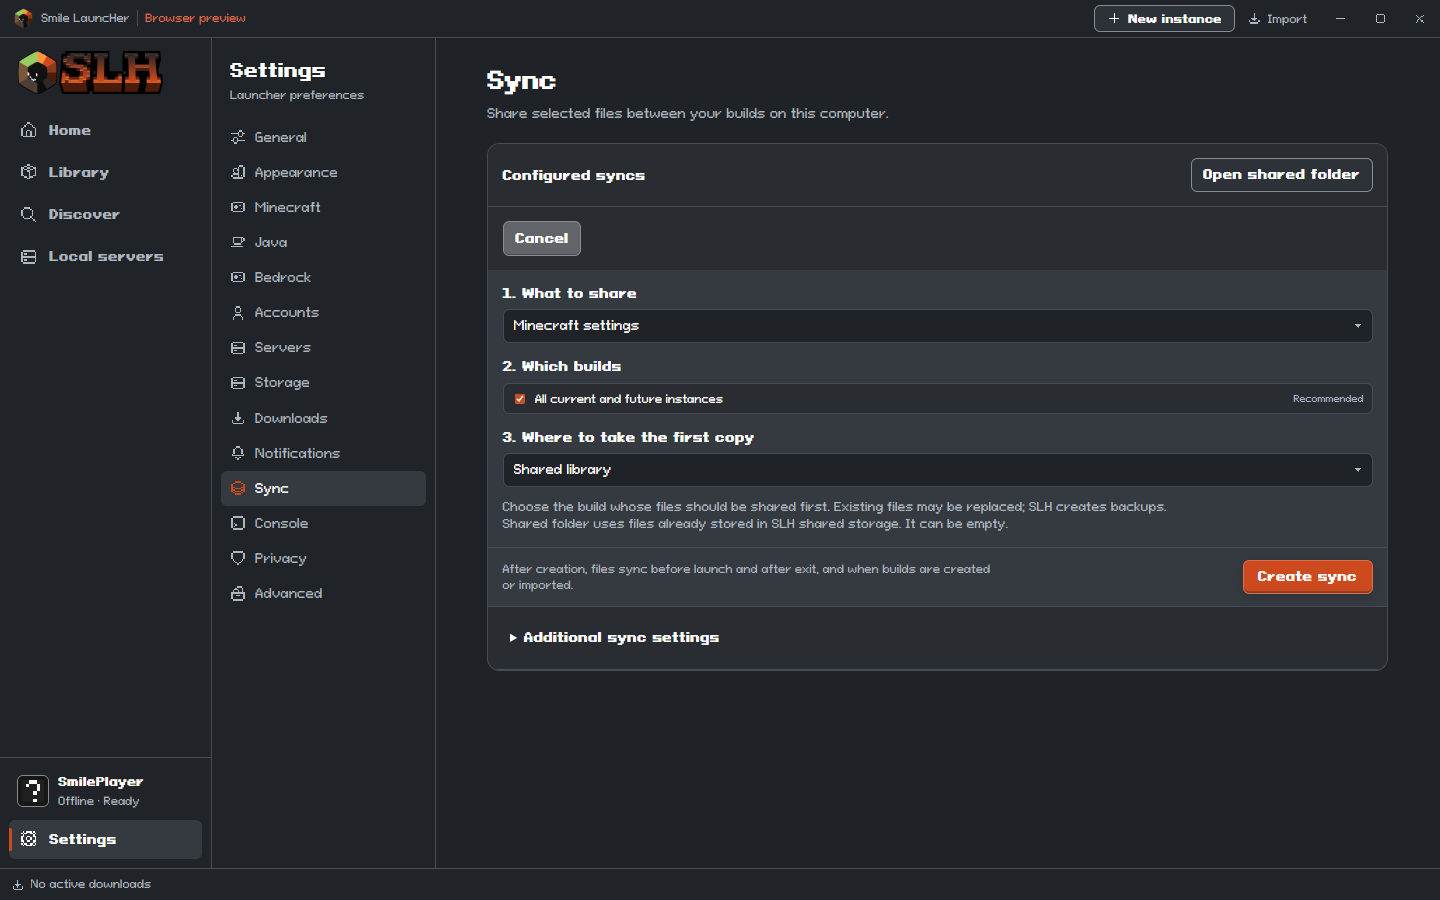 Smile LauncHer
Browser preview
New instance
Import
SLH
Home
Library
Discover
Local servers
SmilePlayer
Offline · Ready
Settings
Settings
Launcher preferences
General
Appearance
Minecraft
Java
Bedrock
Accounts
Servers
Storage
Downloads
Notifications
Sync
Console
Privacy
Advanced
Sync
Share selected files between your builds on this computer.
Configured syncs
Open shared folder
Cancel
1. What to share
Minecraft settings
2. Which builds
All current and future instances
Recommended
3. Where to take the first copy
Shared library
Choose the build whose files should be shared first. Existing files may be replaced; SLH creates backups.
Shared folder uses files already stored in SLH shared storage. It can be empty.
After creation, files sync before launch and after exit, and when builds are created
or imported.
Create sync
Additional sync settings
No active downloads